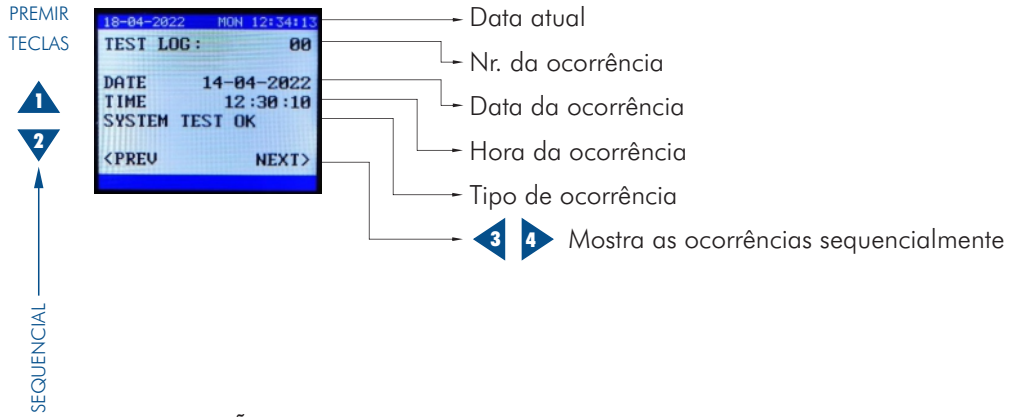 PREMIR
TECLAS
1
2
SEQUENCIAL
18-04-2022 MON 12:34:13
TEST LOG: 00
DATE 14-04-2022
TIME 12:30:10
SYSTEM TEST OK
<PREV NEXT>
Data atual
Nr. da ocorrência
Data da ocorrência
Hora da ocorrência
Tipo de ocorrência
3 4 Mostra as ocorrências sequencialmente